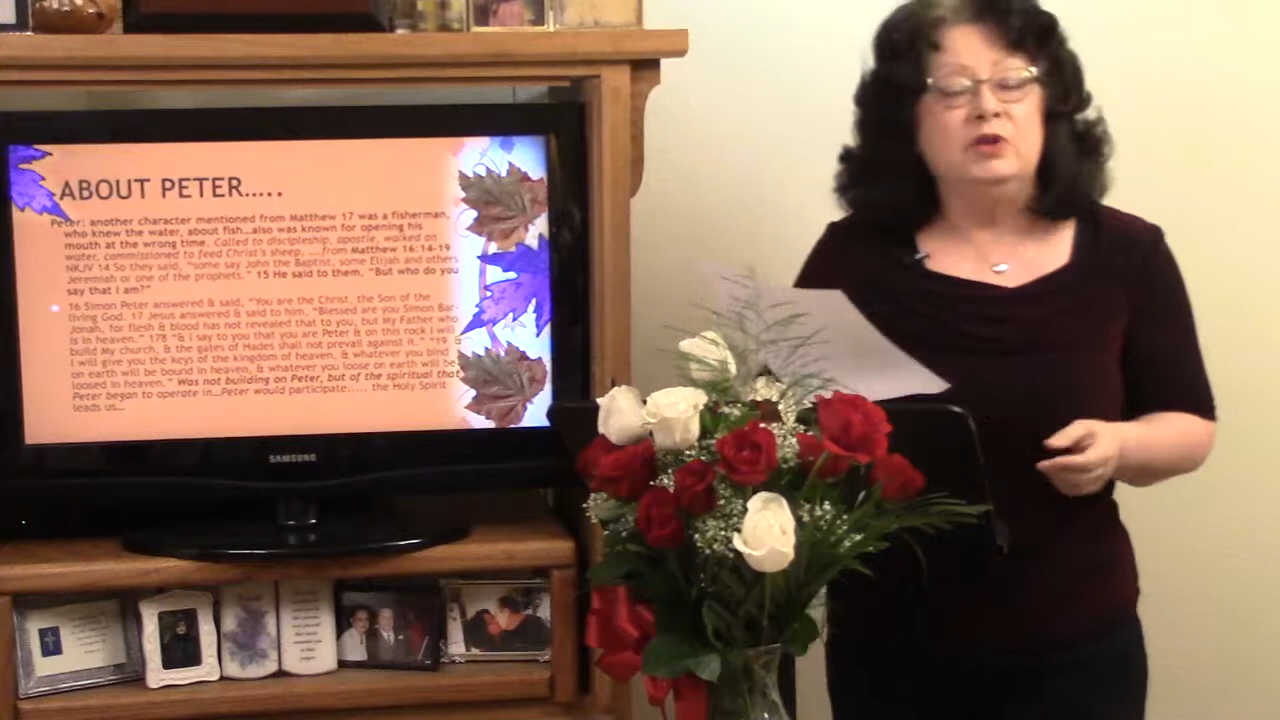 ABOUT PETER.....
Peter: another character mentioned from Matthew 17 was a fisherman,
who knew the water, about fish...also was known for opening his
mouth at the wrong time. Called to discipleship, apostle, walked on
water, commissioned to feed Christ's sheep, ....from Matthew 16:14-19
NKJV 14 So they said, "some say John the Baptist, some Elijah and others
Jeremiah or one of the prophets." 15 He said to them, "But who do you
say that I am?"
16 Simon Peter answered & said, "You are the Christ, the Son of the
living God. 17 Jesus answered & said to him, "Blessed are you Simon Bar-
Jonah, for flesh & blood has not revealed that to you, but My Father who
is in heaven." 178 "& I say to you that you are Peter & on this rock I will
build My church, & the gates of Hades shall not prevail against it." "19 &
I will give you the keys of the kingdom of heaven, & whatever you bind
on earth will be bound in heaven, & whatever you loose on earth will be
loosed in heaven." Was not building on Peter, but of the spiritual that
Peter began to operate in...Peter would participate..... the Holy Spirit
leads us...
SAMSUNG